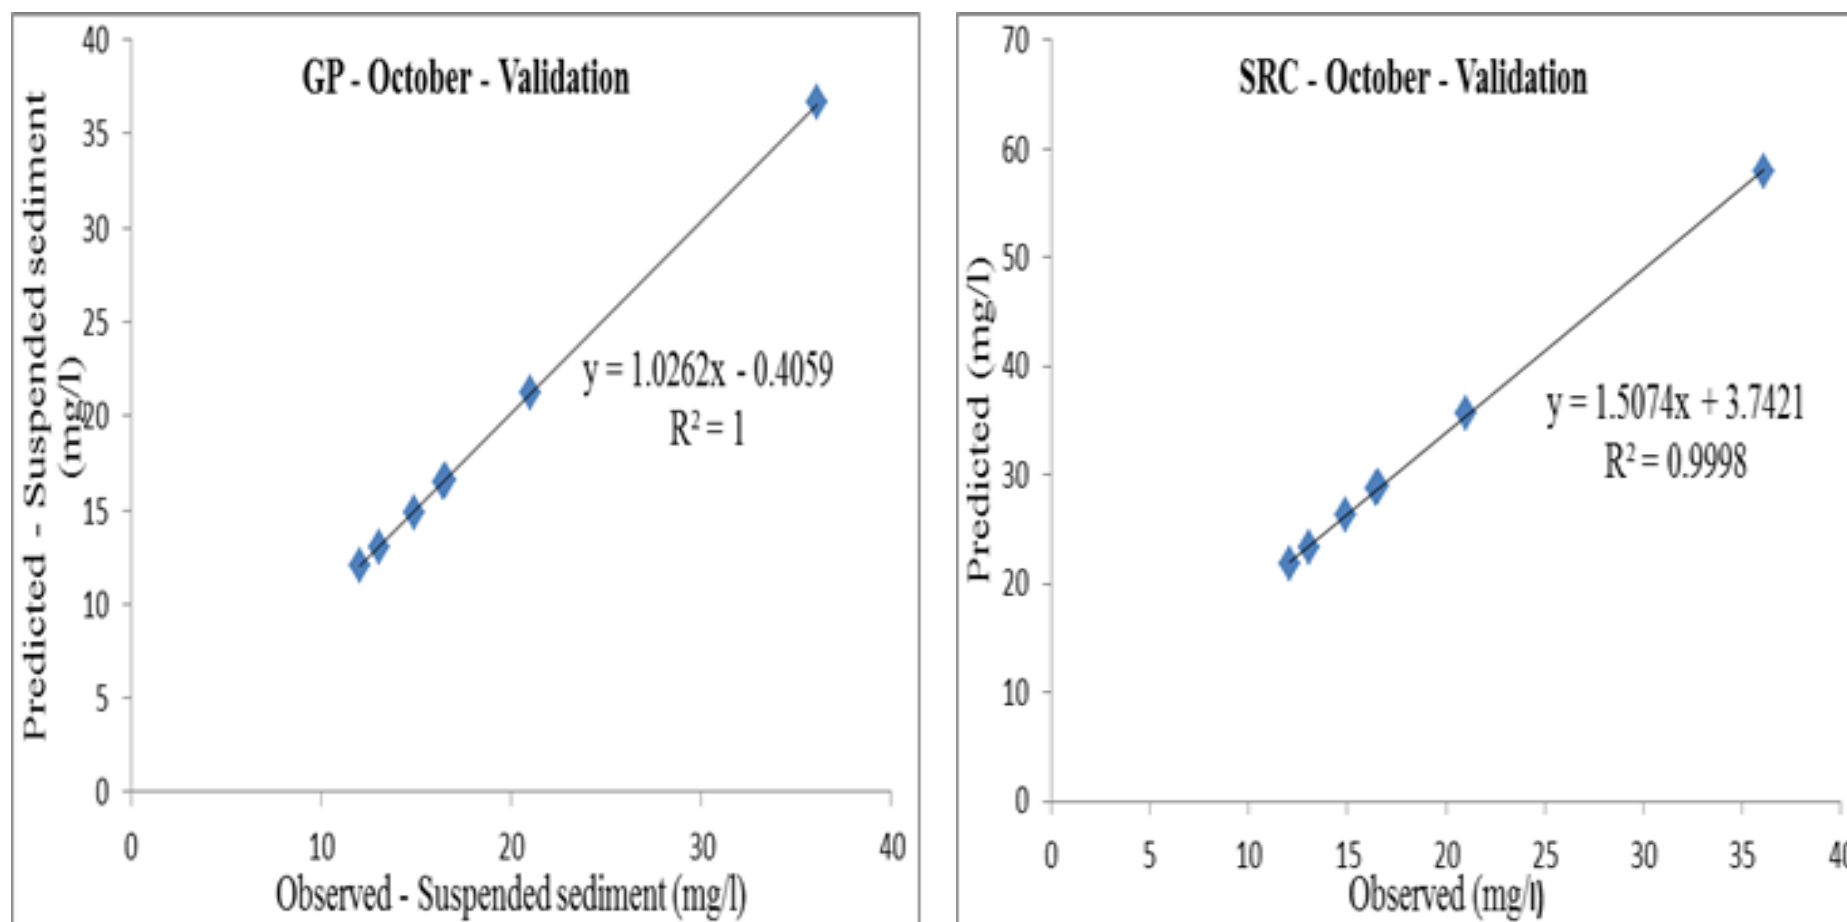 GP - October - Validation
Predicted - Suspended sediment
(mg/l)
40
35
30
25
20
15
10
5
0
y = 1.0262x - 0.4059
R² = 1
0 10 20 30 40
Observed - Suspended sediment (mg/l)
SRC - October - Validation
Predicted (mg/l)
70
60
50
40
30
20
10
0
y = 1.5074x + 3.7421
R² = 0.9998
0 5 10 15 20 25 30 35 40
Observed (mg/l)